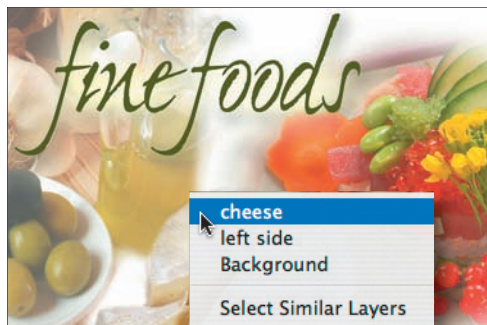 fine foods
cheese
left side
Background
Select Similar Layers